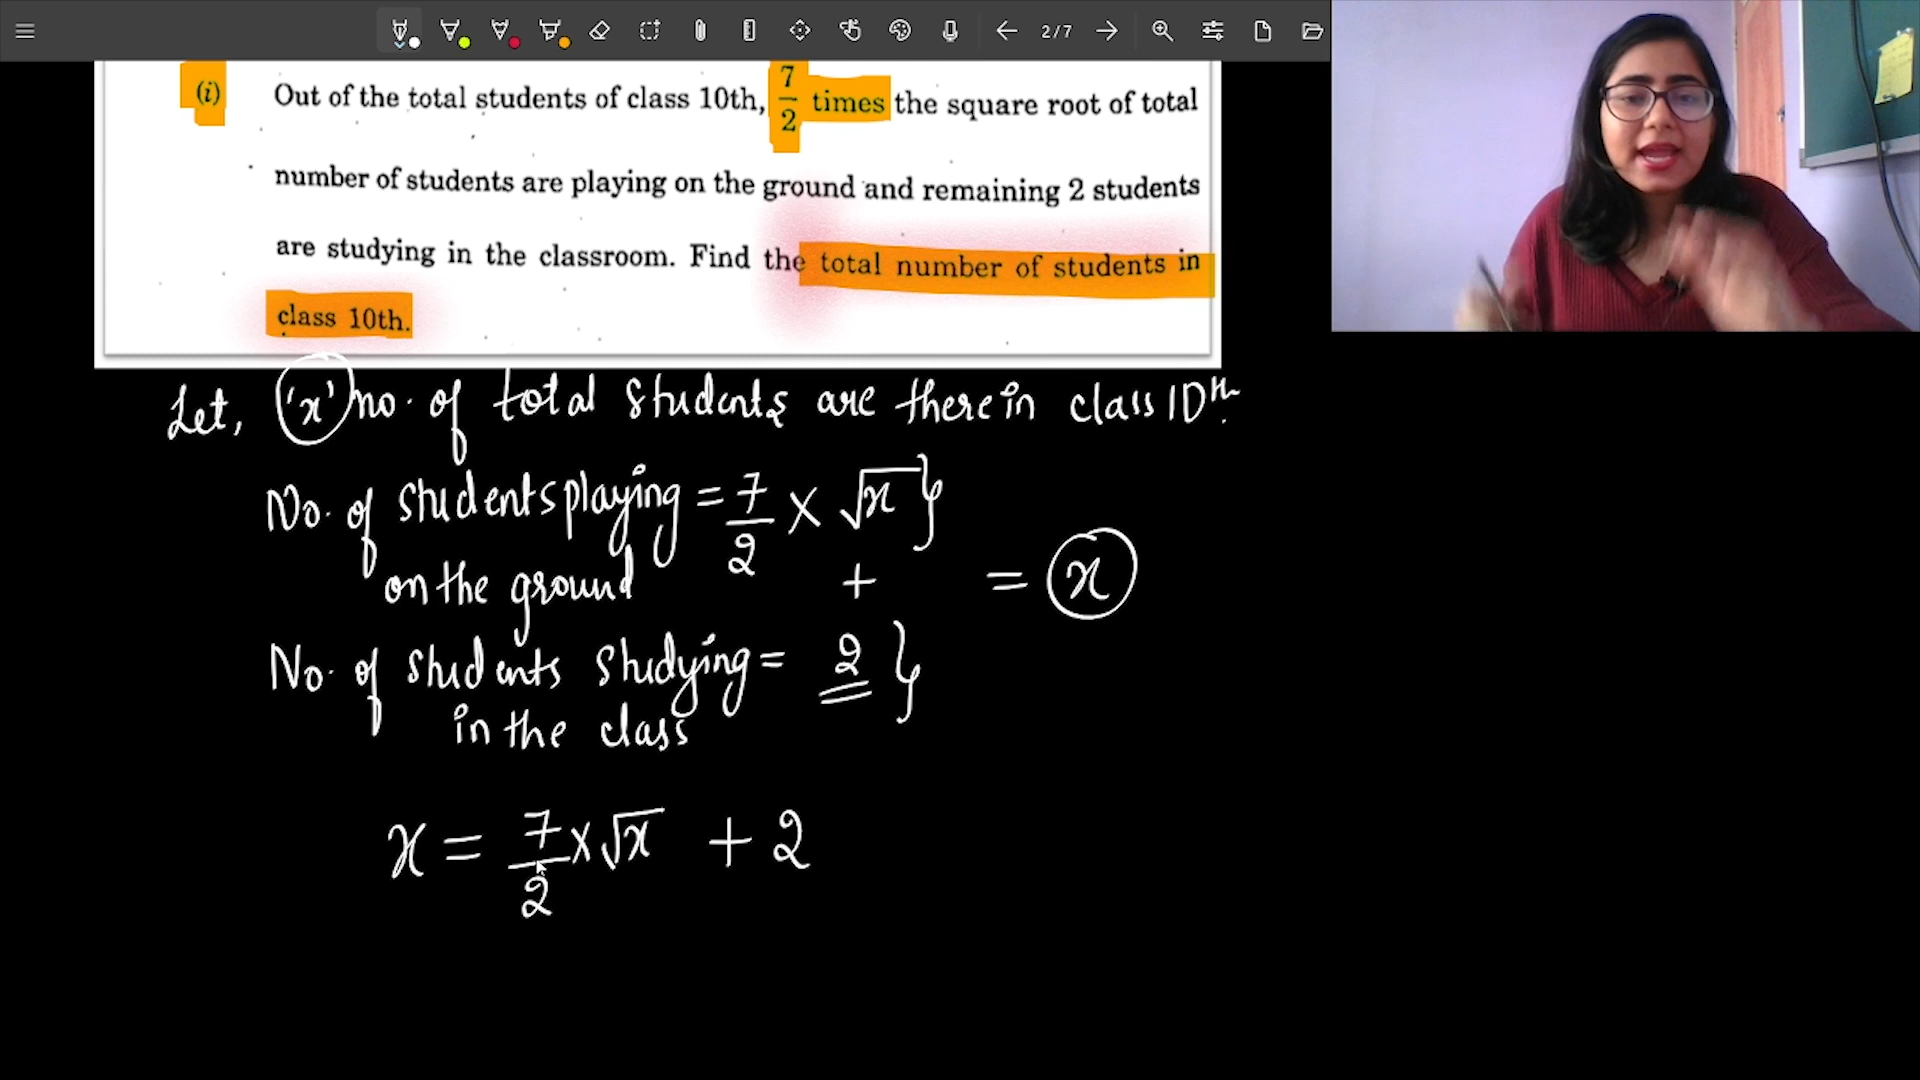 2/7
(i) Out of the total students of class 10th, 7/2 times the square root of total
number of students are playing on the ground and remaining 2 students
are studying in the classroom. Find the total number of students in
class 10th.
Let, 'x' no. of total students are there in class 10th.
No. of students playing = 7/2 × √x }
on the ground + = x
No. of students studying = 2 }
in the class
x = 7/2 × √x + 2